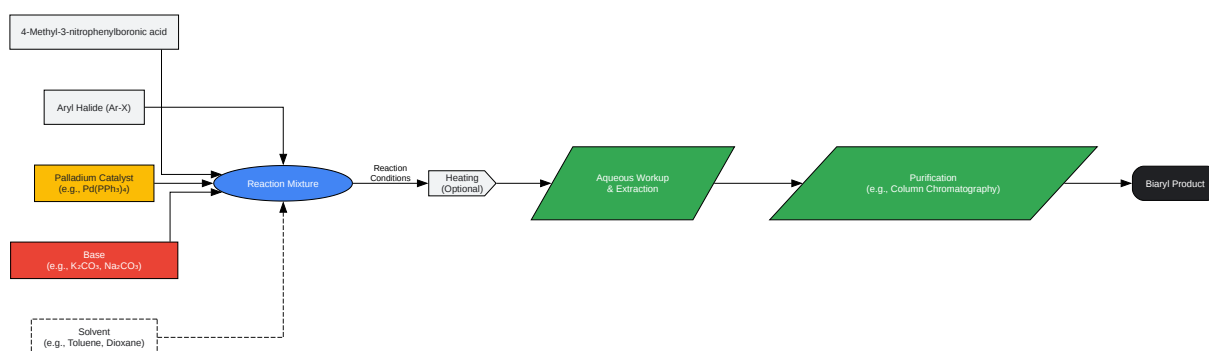 4-Methyl-3-nitrophenylboronic acid
Aryl Halide (Ar-X)
Palladium Catalyst
(e.g., Pd(PPh₃)₄)
Base
(e.g., K₂CO₃, Na₂CO₃)
Solvent
(e.g., Toluene, Dioxane)
Reaction Mixture
Reaction
Conditions
Heating
(Optional)
Aqueous Workup
& Extraction
Purification
(e.g., Column Chromatography)
Biaryl Product